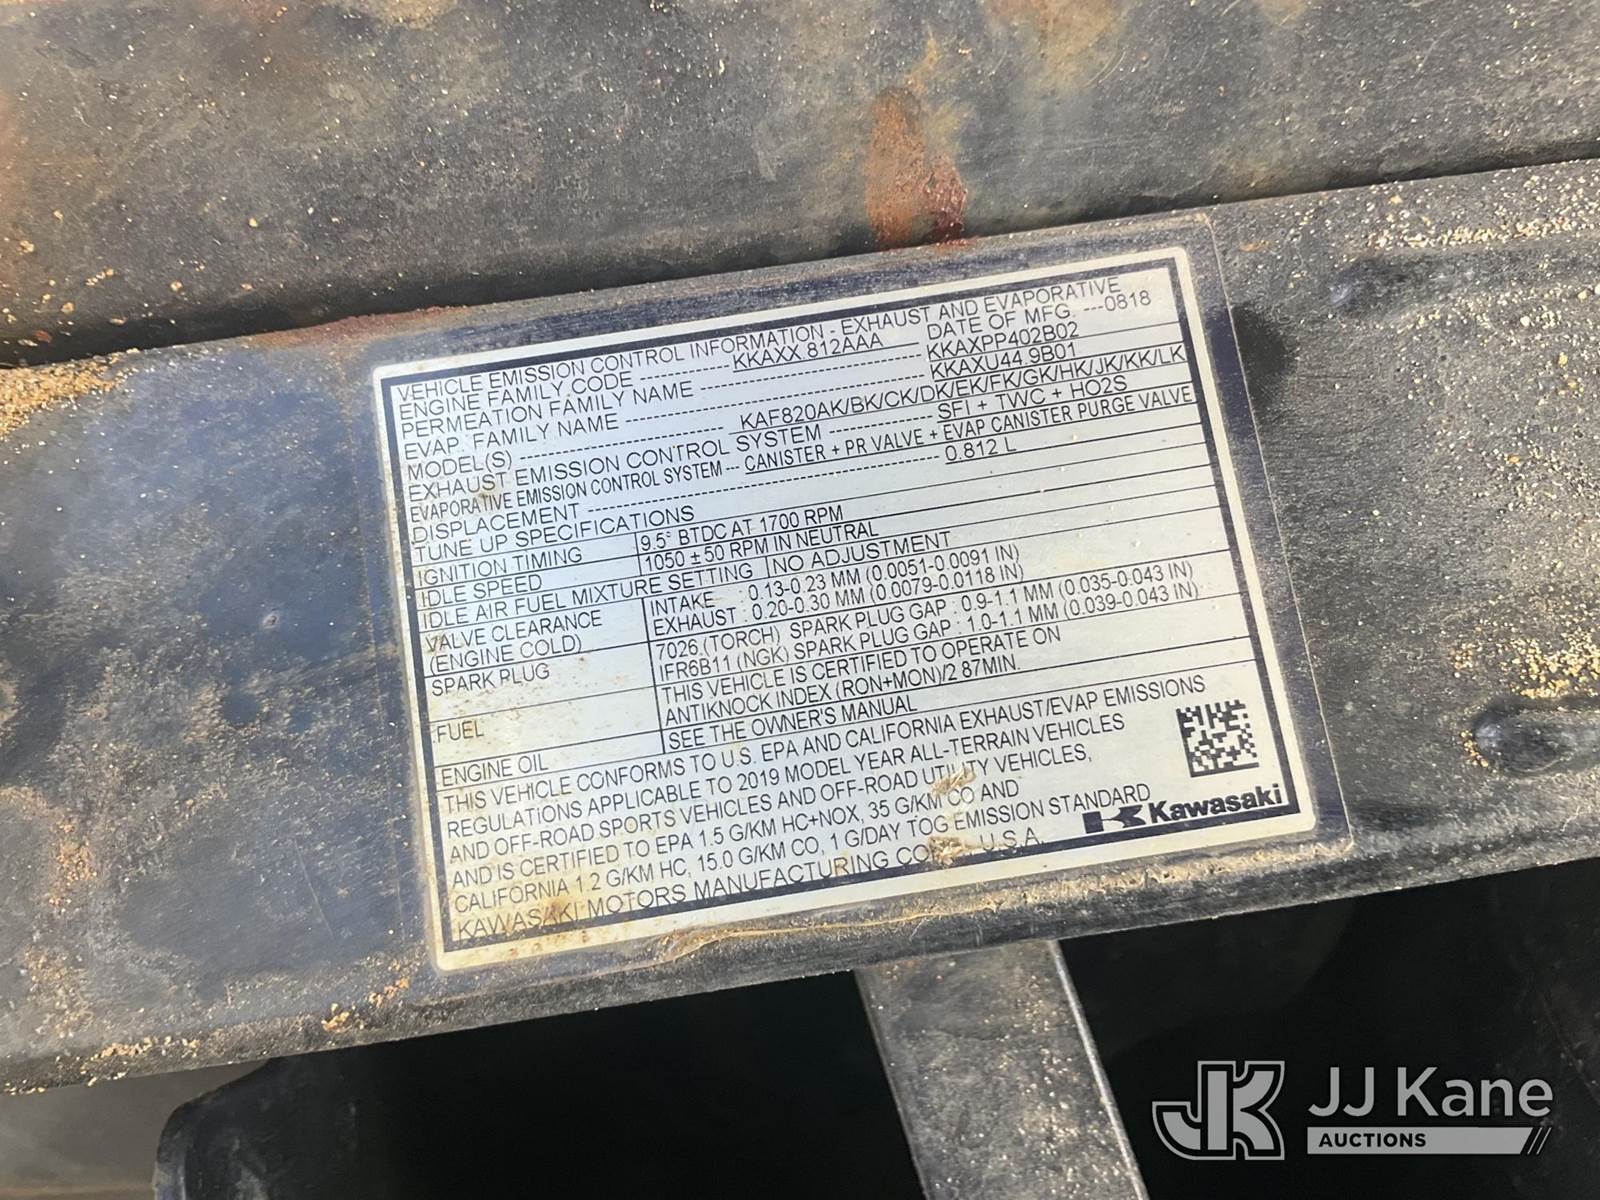 VEHICLE EMISSION CONTROL INFORMATION - EXHAUST AND EVAPORATIVE
ENGINE FAMILY CODE ---------- KKAXX.812AAA DATE OF MFG. ---0818
PERMEATION FAMILY NAME ---------- KKAXPP402B02
EVAP. FAMILY NAME ---------- KKAXU44.9B01
MODEL(S) ---------- KAF820AK/BK/CK/DK/EK/FK/GK/HK/JK/KK/LK
EXHAUST EMISSION CONTROL SYSTEM ---------- SFI + TWC + HO2S
EVAPORATIVE EMISSION CONTROL SYSTEM --- CANISTER + PR VALVE + EVAP CANISTER PURGE VALVE
DISPLACEMENT ---------- 0.812 L
TUNE UP SPECIFICATIONS
IGNITION TIMING 9.5° BTDC AT 1700 RPM
IDLE SPEED 1050 ± 50 RPM IN NEUTRAL
IDLE AIR FUEL MIXTURE SETTING NO ADJUSTMENT
VALVE CLEARANCE INTAKE : 0.13-0.23 MM (0.0051-0.0091 IN)
(ENGINE COLD) EXHAUST : 0.20-0.30 MM (0.0079-0.0118 IN)
SPARK PLUG 7026 (TORCH) SPARK PLUG GAP : 0.9-1.1 MM (0.035-0.043 IN)
IFR6B11 (NGK) SPARK PLUG GAP : 1.0-1.1 MM (0.039-0.043 IN)
FUEL THIS VEHICLE IS CERTIFIED TO OPERATE ON
ANTIKNOCK INDEX (RON+MON)/2 87MIN.
ENGINE OIL SEE THE OWNER'S MANUAL
THIS VEHICLE CONFORMS TO U.S. EPA AND CALIFORNIA EXHAUST/EVAP EMISSIONS
REGULATIONS APPLICABLE TO 2019 MODEL YEAR ALL-TERRAIN VEHICLES
AND OFF-ROAD SPORTS VEHICLES AND OFF-ROAD UTILITY VEHICLES,
AND IS CERTIFIED TO EPA 1.5 G/KM HC+NOX, 35 G/KM CO AND
CALIFORNIA 1.2 G/KM HC, 15.0 G/KM CO, 1 G/DAY TOG EMISSION STANDARD
KAWASAKI MOTORS MANUFACTURING U.S.A.
Kawasaki
JK JJ Kane
AUCTIONS